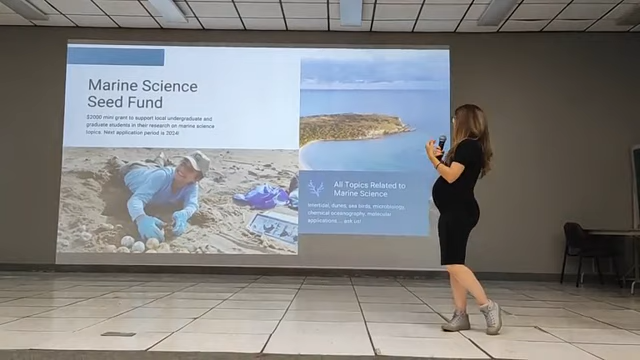 Marine Science
Seed Fund
$2000 mini grant to support local undergraduate and
graduate students in their research on marine science
topics. Next application period is 2024!
All Topics Related to
Marine Science
Intertidal, dunes, sea birds, microbiology,
chemical oceanography, molecular
applications ... ask us!